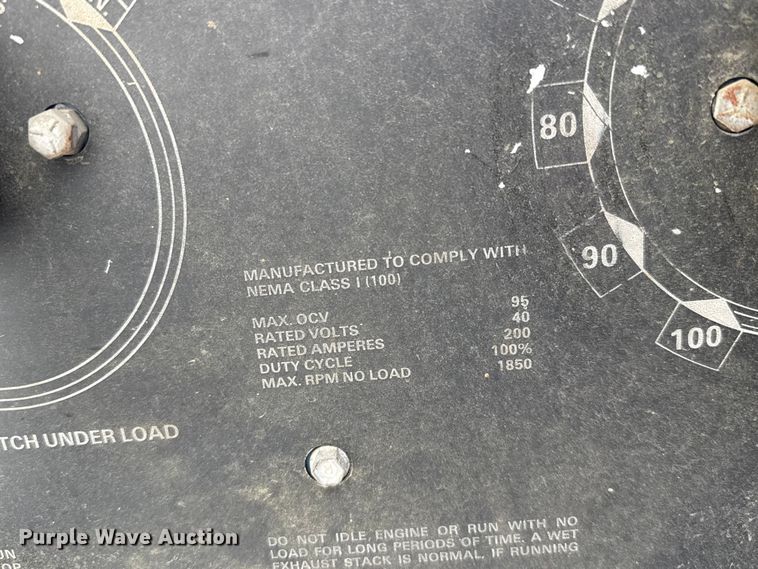 80
90
100
MANUFACTURED TO COMPLY WITH
NEMA CLASS I (100)
MAX. OCV 95
RATED VOLTS 40
RATED AMPERES 200
DUTY CYCLE 100%
MAX. RPM NO LOAD 1850
TCH UNDER LOAD
DO NOT IDLE ENGINE OR RUN WITH NO
LOAD FOR LONG PERIODS OF TIME. A WET
EXHAUST STACK IS NORMAL, IF RUNNING
Purple Wave Auction